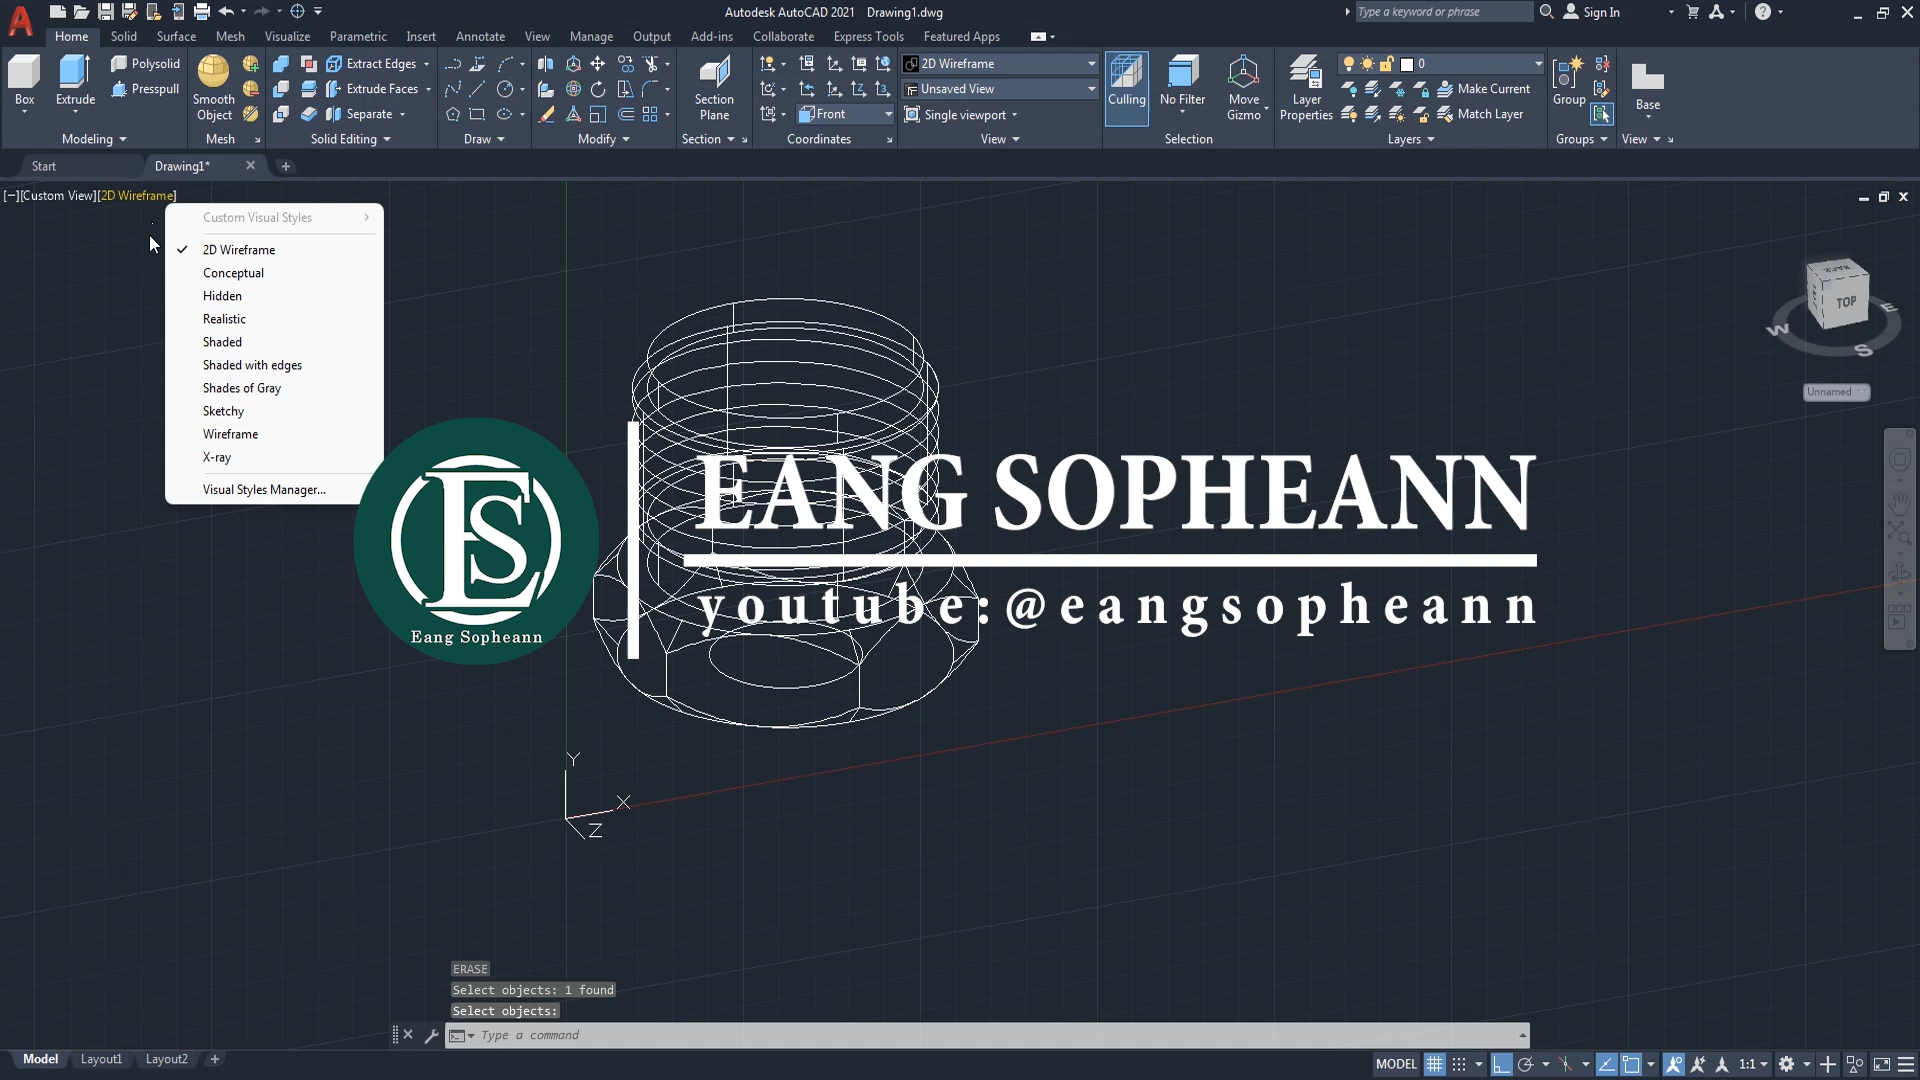 Autodesk AutoCAD 2021 Drawing1.dwg
Type a keyword or phrase
Sign In
Home Solid Surface Mesh Visualize Parametric Insert Annotate View Manage Output Add-ins Collaborate Express Tools Featured Apps
Box
Extrude
Polysolid
Presspull
Modeling
Smooth
Object
Mesh
Extract Edges
Extrude Faces
Separate
Solid Editing
Draw
Modify
Section
Plane
Section
Front
Coordinates
2D Wireframe
Unsaved View
Single viewport
View
Culling
No Filter
Move
Gizmo
Selection
Layer
Properties
0
Make Current
Match Layer
Layers
Group
Groups
Base
View
Start
Drawing1*
[−][Custom View][2D Wireframe]
Custom Visual Styles
2D Wireframe
Conceptual
Hidden
Realistic
Shaded
Shaded with edges
Shades of Gray
Sketchy
Wireframe
X-ray
Visual Styles Manager...
BACK
TOP
W
S
E
Unnamed
ES
Eang Sopheann
EANG SOPHEANN
youtube:@eangsopheann
Y
X
Z
ERASE
Select objects: 1 found
Select objects:
Type a command
Model Layout1 Layout2
MODEL
1:1